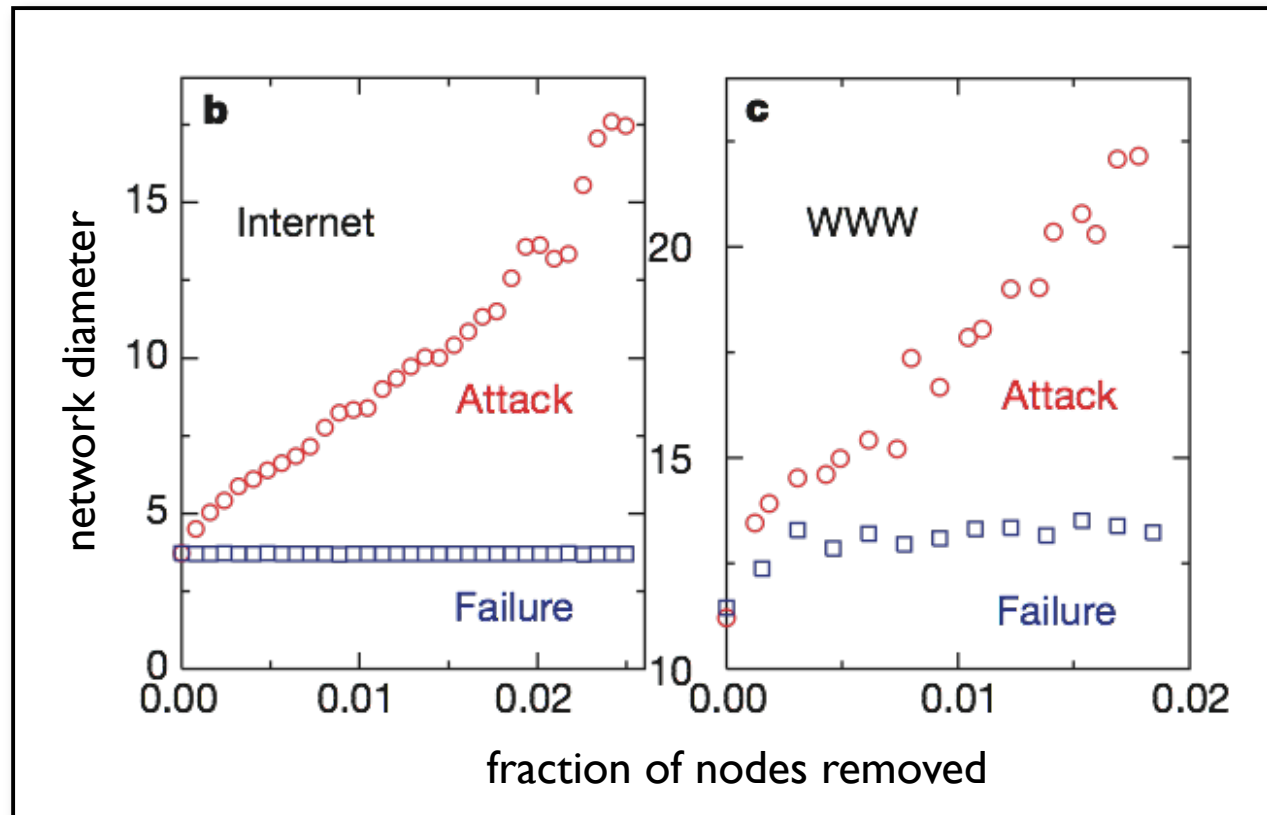 b
Internet
Attack
Failure
network diameter
15
10
5
0
0.00 0.01 0.02
c
WWW
Attack
Failure
20
15
10
0.00 0.01 0.02
fraction of nodes removed